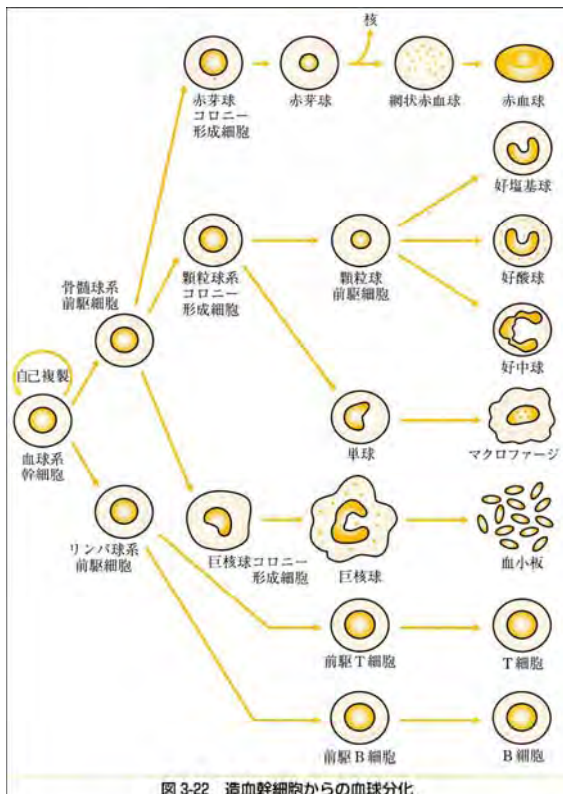 核
赤芽球
コロニー
形成細胞
赤芽球
網状赤血球
赤血球
好塩基球
顆粒球系
コロニー
形成細胞
顆粒球
前駆細胞
好酸球
骨髄球系
前駆細胞
好中球
自己複製
血球系
幹細胞
単球
マクロファージ
リンパ球系
前駆細胞
巨核球コロニー
形成細胞
巨核球
血小板
前駆T細胞
T細胞
前駆B細胞
B細胞
図3-22 造血幹細胞からの血球分化